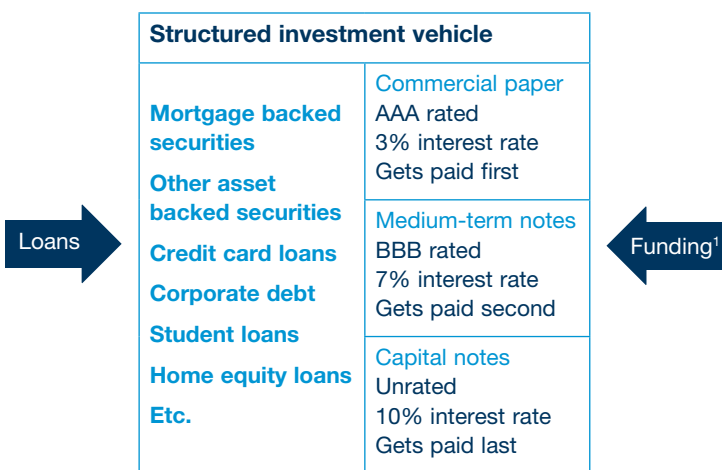 Structured investment vehicle
Loans
Mortgage backed
securities
Other asset
backed securities
Credit card loans
Corporate debt
Student loans
Home equity loans
Etc.
Commercial paper
AAA rated
3% interest rate
Gets paid first
Medium-term notes
BBB rated
7% interest rate
Gets paid second
Capital notes
Unrated
10% interest rate
Gets paid last
Funding¹